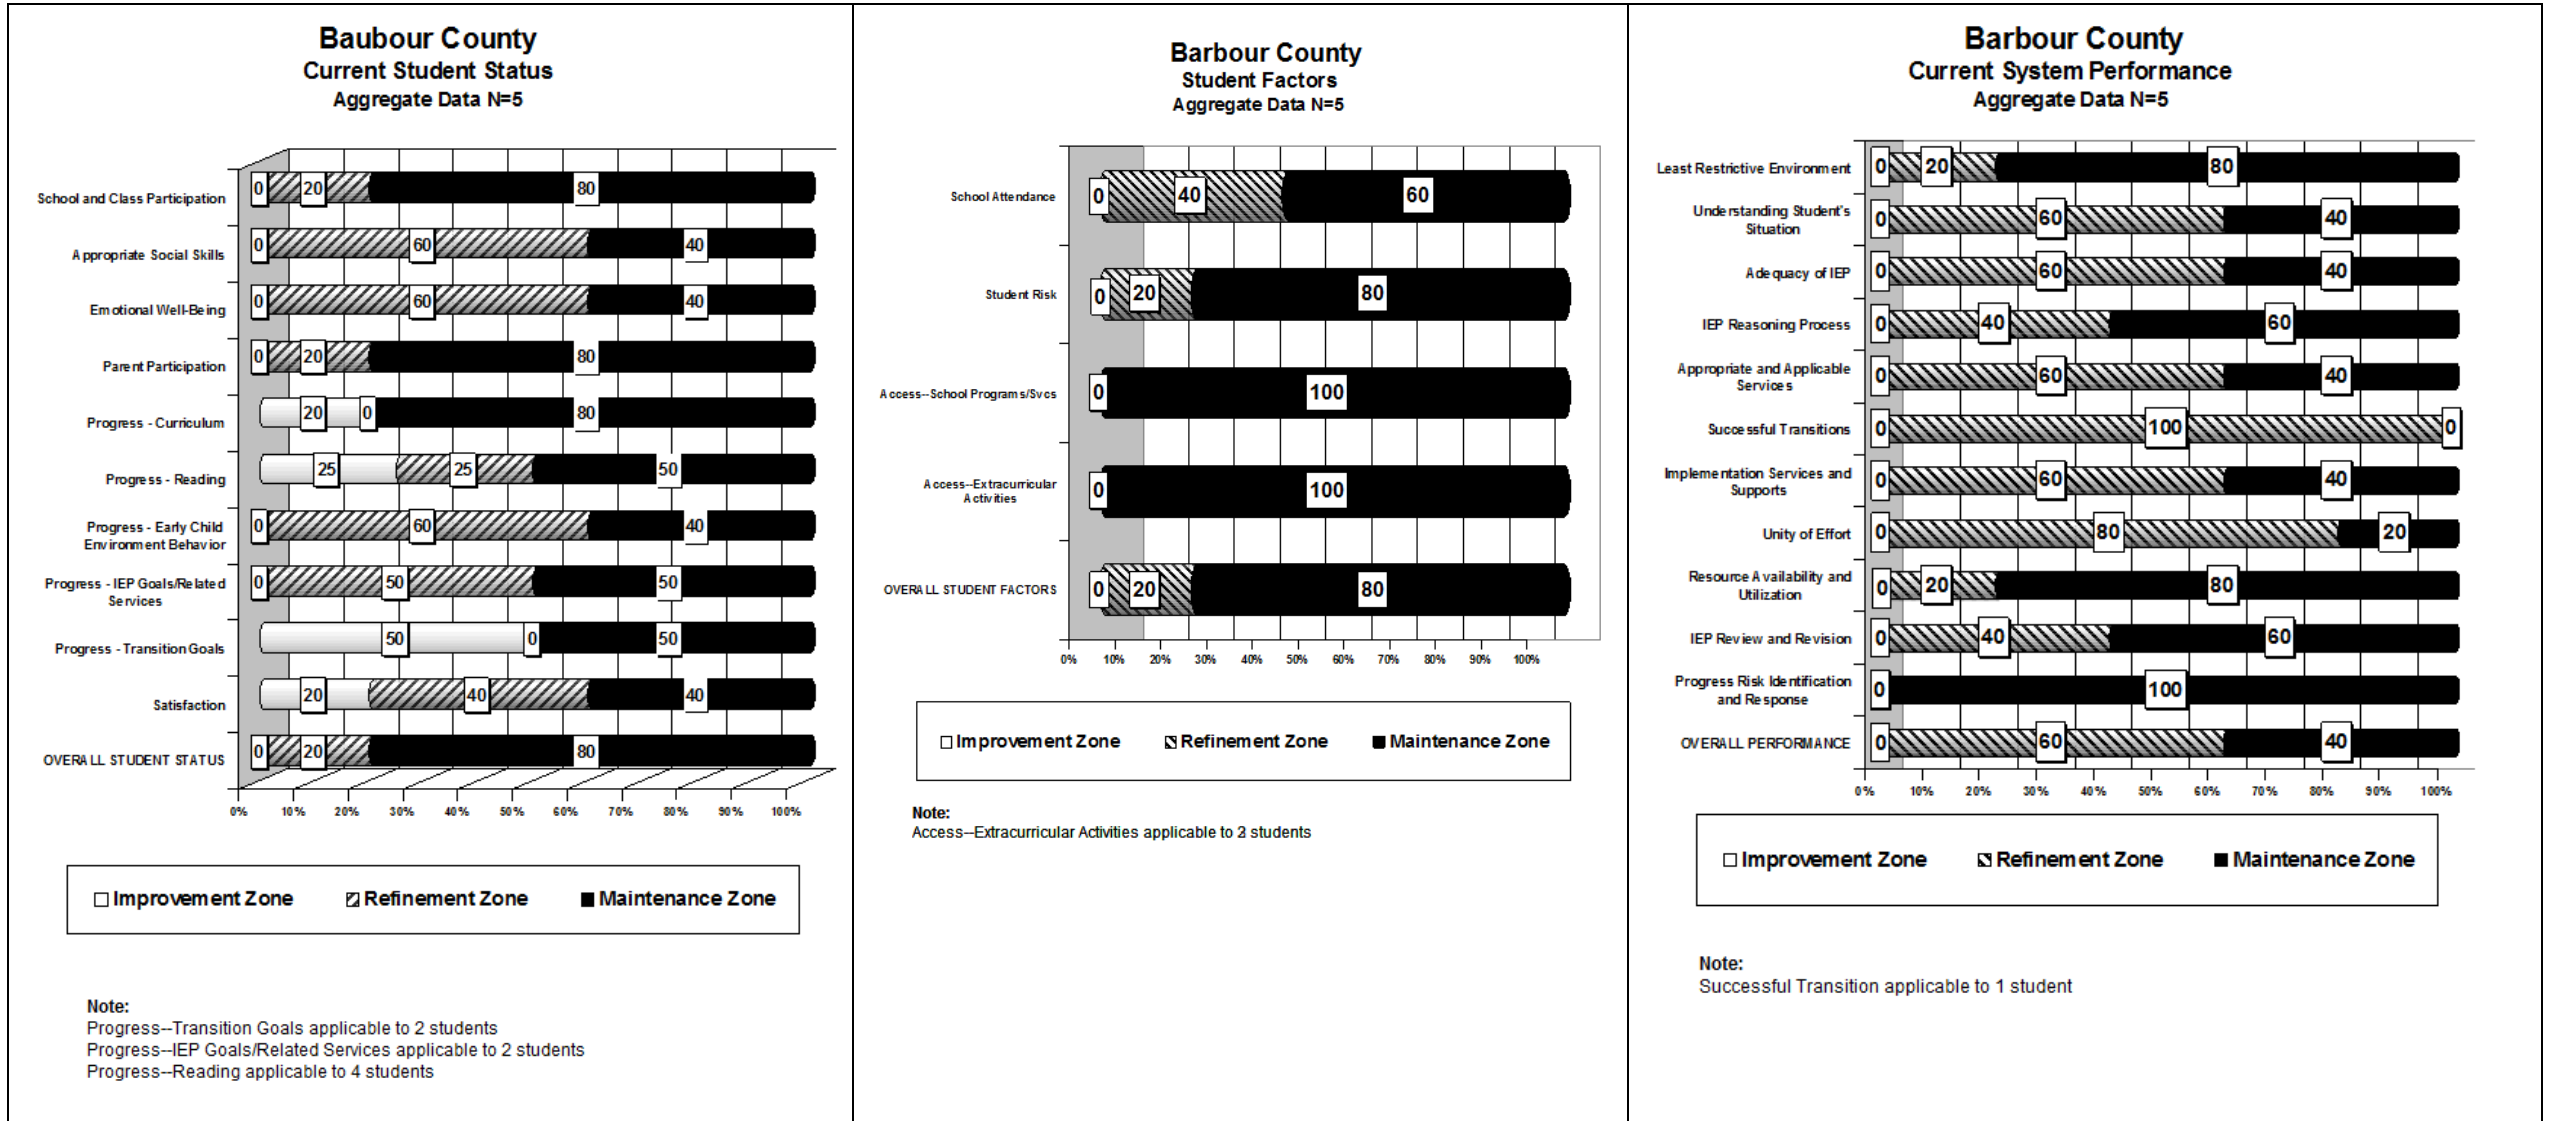 Baubour County
Current Student Status
Aggregate Data N=5
School and Class Participation
0 20 80
Appropriate Social Skills
0 60 40
Emotional Well-Being
0 60 40
Parent Participation
0 20 80
Progress - Curriculum
20 0 80
Progress - Reading
25 25 50
Progress - Early Child
Environment Behavior
0 60 40
Progress - IEP Goals/Related
Services
0 50 50
Progress - Transition Goals
50 0 50
Satisfaction
20 40 40
OVERALL STUDENT STATUS
0 20 80
0% 10% 20% 30% 40% 50% 60% 70% 80% 90% 100%
Improvement Zone Refinement Zone Maintenance Zone
Note:
Progress--Transition Goals applicable to 2 students
Progress--IEP Goals/Related Services applicable to 2 students
Progress--Reading applicable to 4 students
Barbour County
Student Factors
Aggregate Data N=5
School Attendance
0 40 60
Student Risk
0 20 80
Access--School Programs/Svcs
0 100
Access--Extracurricular
Activities
0 100
OVERALL STUDENT FACTORS
0 20 80
0% 10% 20% 30% 40% 50% 60% 70% 80% 90% 100%
Improvement Zone Refinement Zone Maintenance Zone
Note:
Access--Extracurricular Activities applicable to 2 students
Barbour County
Current System Performance
Aggregate Data N=5
Least Restrictive Environment
0 20 80
Understanding Student's
Situation
0 60 40
Adequacy of IEP
0 60 40
IEP Reasoning Process
0 40 60
Appropriate and Applicable
Services
0 60 40
Successful Transitions
0 100 0
Implementation Services and
Supports
0 60 40
Unity of Effort
0 80 20
Resource Availability and
Utilization
0 20 80
IEP Review and Revision
0 40 60
Progress Risk Identification
and Response
0 100
OVERALL PERFORMANCE
0 60 40
0% 10% 20% 30% 40% 50% 60% 70% 80% 90% 100%
Improvement Zone Refinement Zone Maintenance Zone
Note:
Successful Transition applicable to 1 student